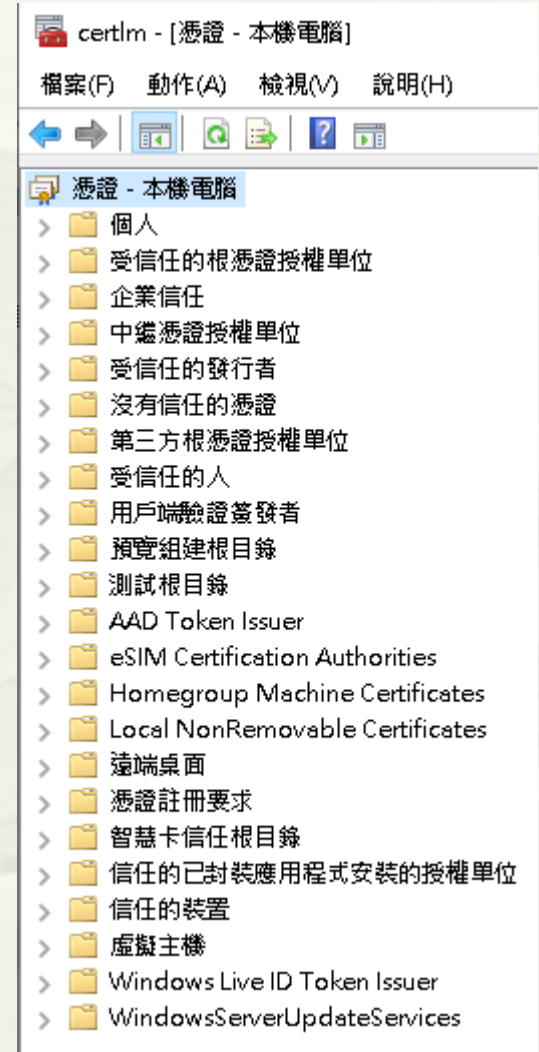 certlm - [憑證 - 本機電腦]
檔案(F) 動作(A) 檢視(V) 說明(H)
憑證 - 本機電腦
個人
受信任的根憑證授權單位
企業信任
中繼憑證授權單位
受信任的發行者
沒有信任的憑證
第三方根憑證授權單位
受信任的人
用戶端驗證簽發者
預覽組建根目錄
測試根目錄
AAD Token Issuer
eSIM Certification Authorities
Homegroup Machine Certificates
Local NonRemovable Certificates
遠端桌面
憑證註冊要求
智慧卡信任根目錄
信任的已封裝應用程式安裝的授權單位
信任的裝置
虛擬主機
Windows Live ID Token Issuer
WindowsServerUpdateServices